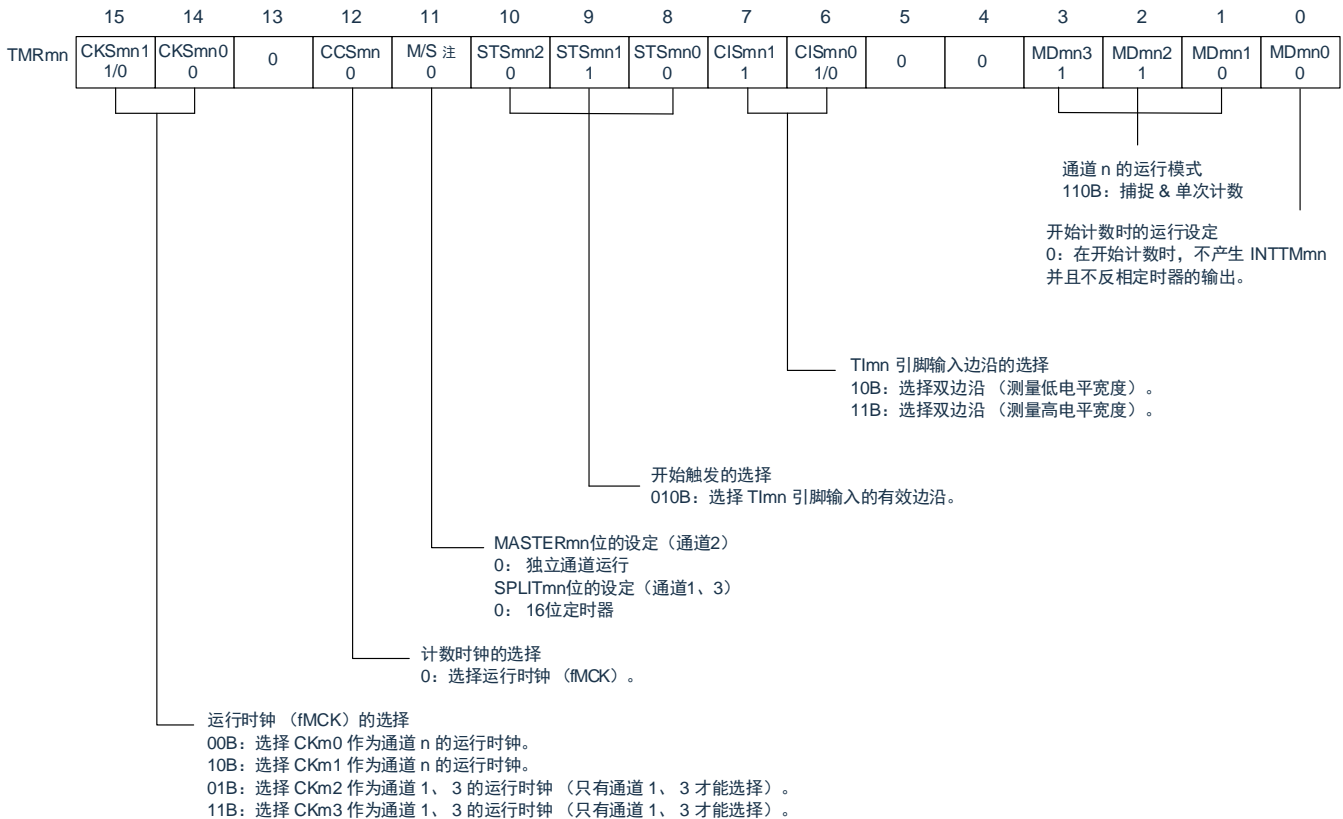 15 14 13 12 11 10 9 8 7 6 5 4 3 2 1 0
TMRmn CKSmn1 CKSmn0 0 CCSmn M/S 注 STSmn2 STSmn1 STSmn0 CISmn1 CISmn0 0 0 MDmn3 MDmn2 MDmn1 MDmn0
1/0 0 0 0 0 1 0 1 1/0 1 1 0 0
通道 n 的运行模式
110B：捕捉 & 单次计数
开始计数时的运行设定
0：在开始计数时，不产生 INTTMmn
并且不反相定时器的输出。
TImn 引脚输入边沿的选择
10B：选择双边沿 （测量低电平宽度）。
11B：选择双边沿 （测量高电平宽度）。
开始触发的选择
010B：选择 TImn 引脚输入的有效边沿。
MASTERmn位的设定（通道2）
0： 独立通道运行
SPLITmn位的设定（通道1、3）
0： 16位定时器
计数时钟的选择
0：选择运行时钟 （fMCK）。
运行时钟 （fMCK）的选择
00B：选择 CKm0 作为通道 n 的运行时钟。
10B：选择 CKm1 作为通道 n 的运行时钟。
01B：选择 CKm2 作为通道 1、 3 的运行时钟 （只有通道 1、 3 才能选择）。
11B：选择 CKm3 作为通道 1、 3 的运行时钟 （只有通道 1、 3 才能选择）。